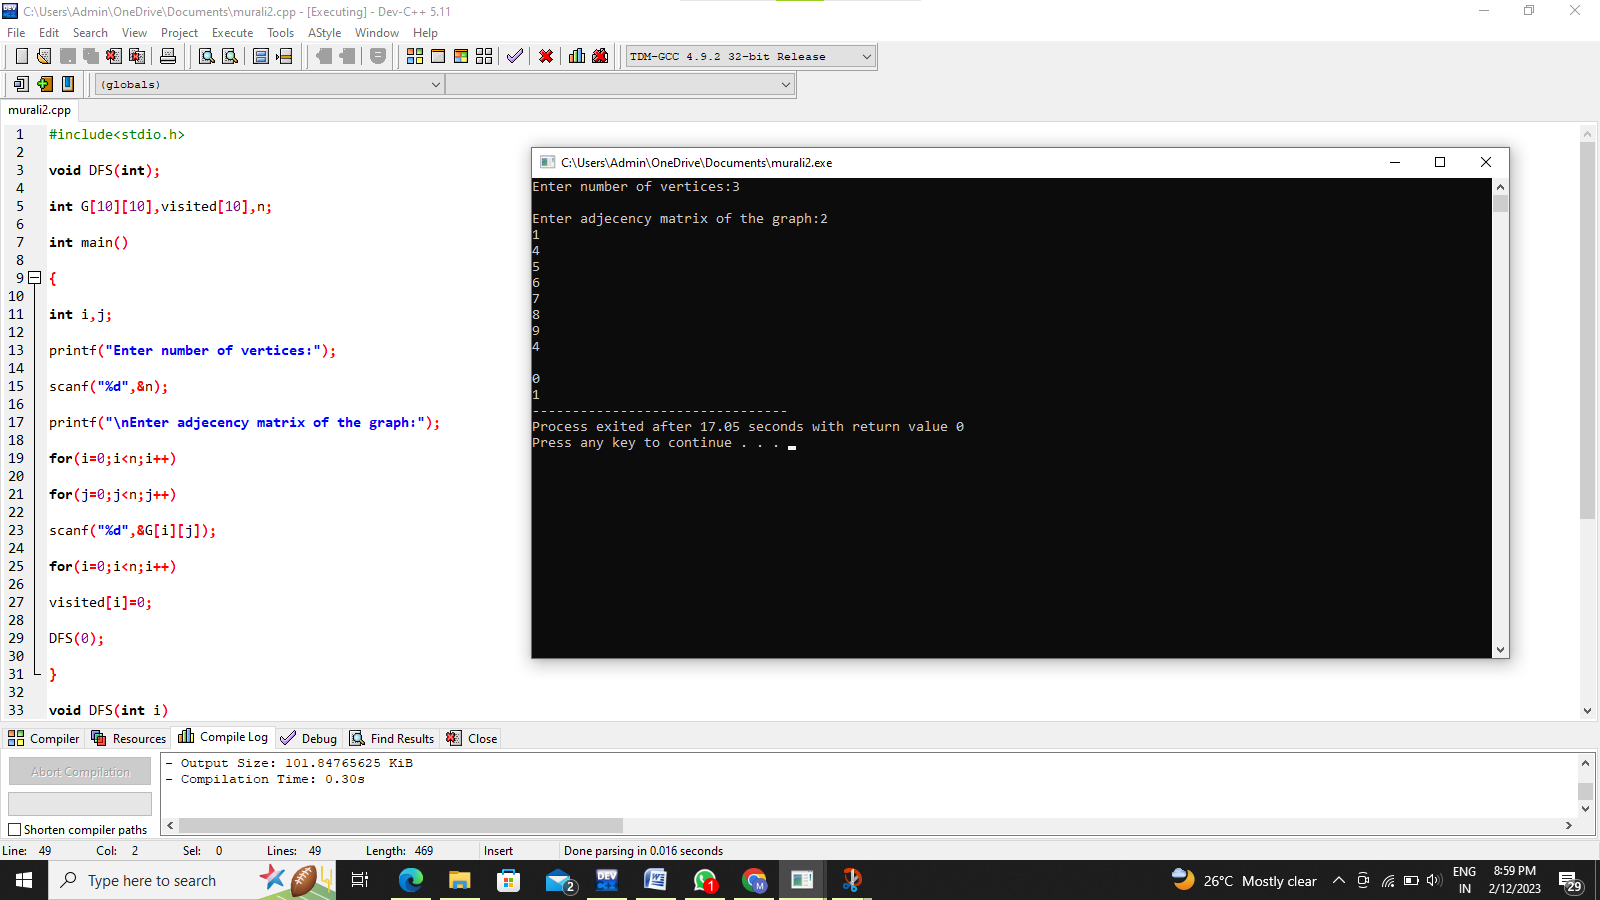 C:\Users\Admin\OneDrive\Documents\murali2.cpp - [Executing] - Dev-C++ 5.11
File Edit Search View Project Execute Tools AStyle Window Help
TDM-GCC 4.9.2 32-bit Release
(globals)
murali2.cpp
1 #include<stdio.h>
2
3 void DFS(int);
4
5 int G[10][10],visited[10],n;
6
7 int main()
8
9 {
10
11 int i,j;
12
13 printf("Enter number of vertices:");
14
15 scanf("%d",&n);
16
17 printf("\nEnter adjecency matrix of the graph:");
18
19 for(i=0;i<n;i++)
20
21 for(j=0;j<n;j++)
22
23 scanf("%d",&G[i][j]);
24
25 for(i=0;i<n;i++)
26
27 visited[i]=0;
28
29 DFS(0);
30
31 }
32
33 void DFS(int i)
C:\Users\Admin\OneDrive\Documents\murali2.exe
Enter number of vertices:3
Enter adjecency matrix of the graph:2
1
4
5
6
7
8
9
4
0
1
--------------------------------
Process exited after 17.05 seconds with return value 0
Press any key to continue . . .
Compiler Resources Compile Log Debug Find Results Close
Abort Compilation
Shorten compiler paths
- Output Size: 101.84765625 KiB
- Compilation Time: 0.30s
Line: 49 Col: 2 Sel: 0 Lines: 49 Length: 469 Insert Done parsing in 0.016 seconds
Type here to search
DEV
2
1
M
26°C Mostly clear
ENG
IN
8:59 PM
2/12/2023
29